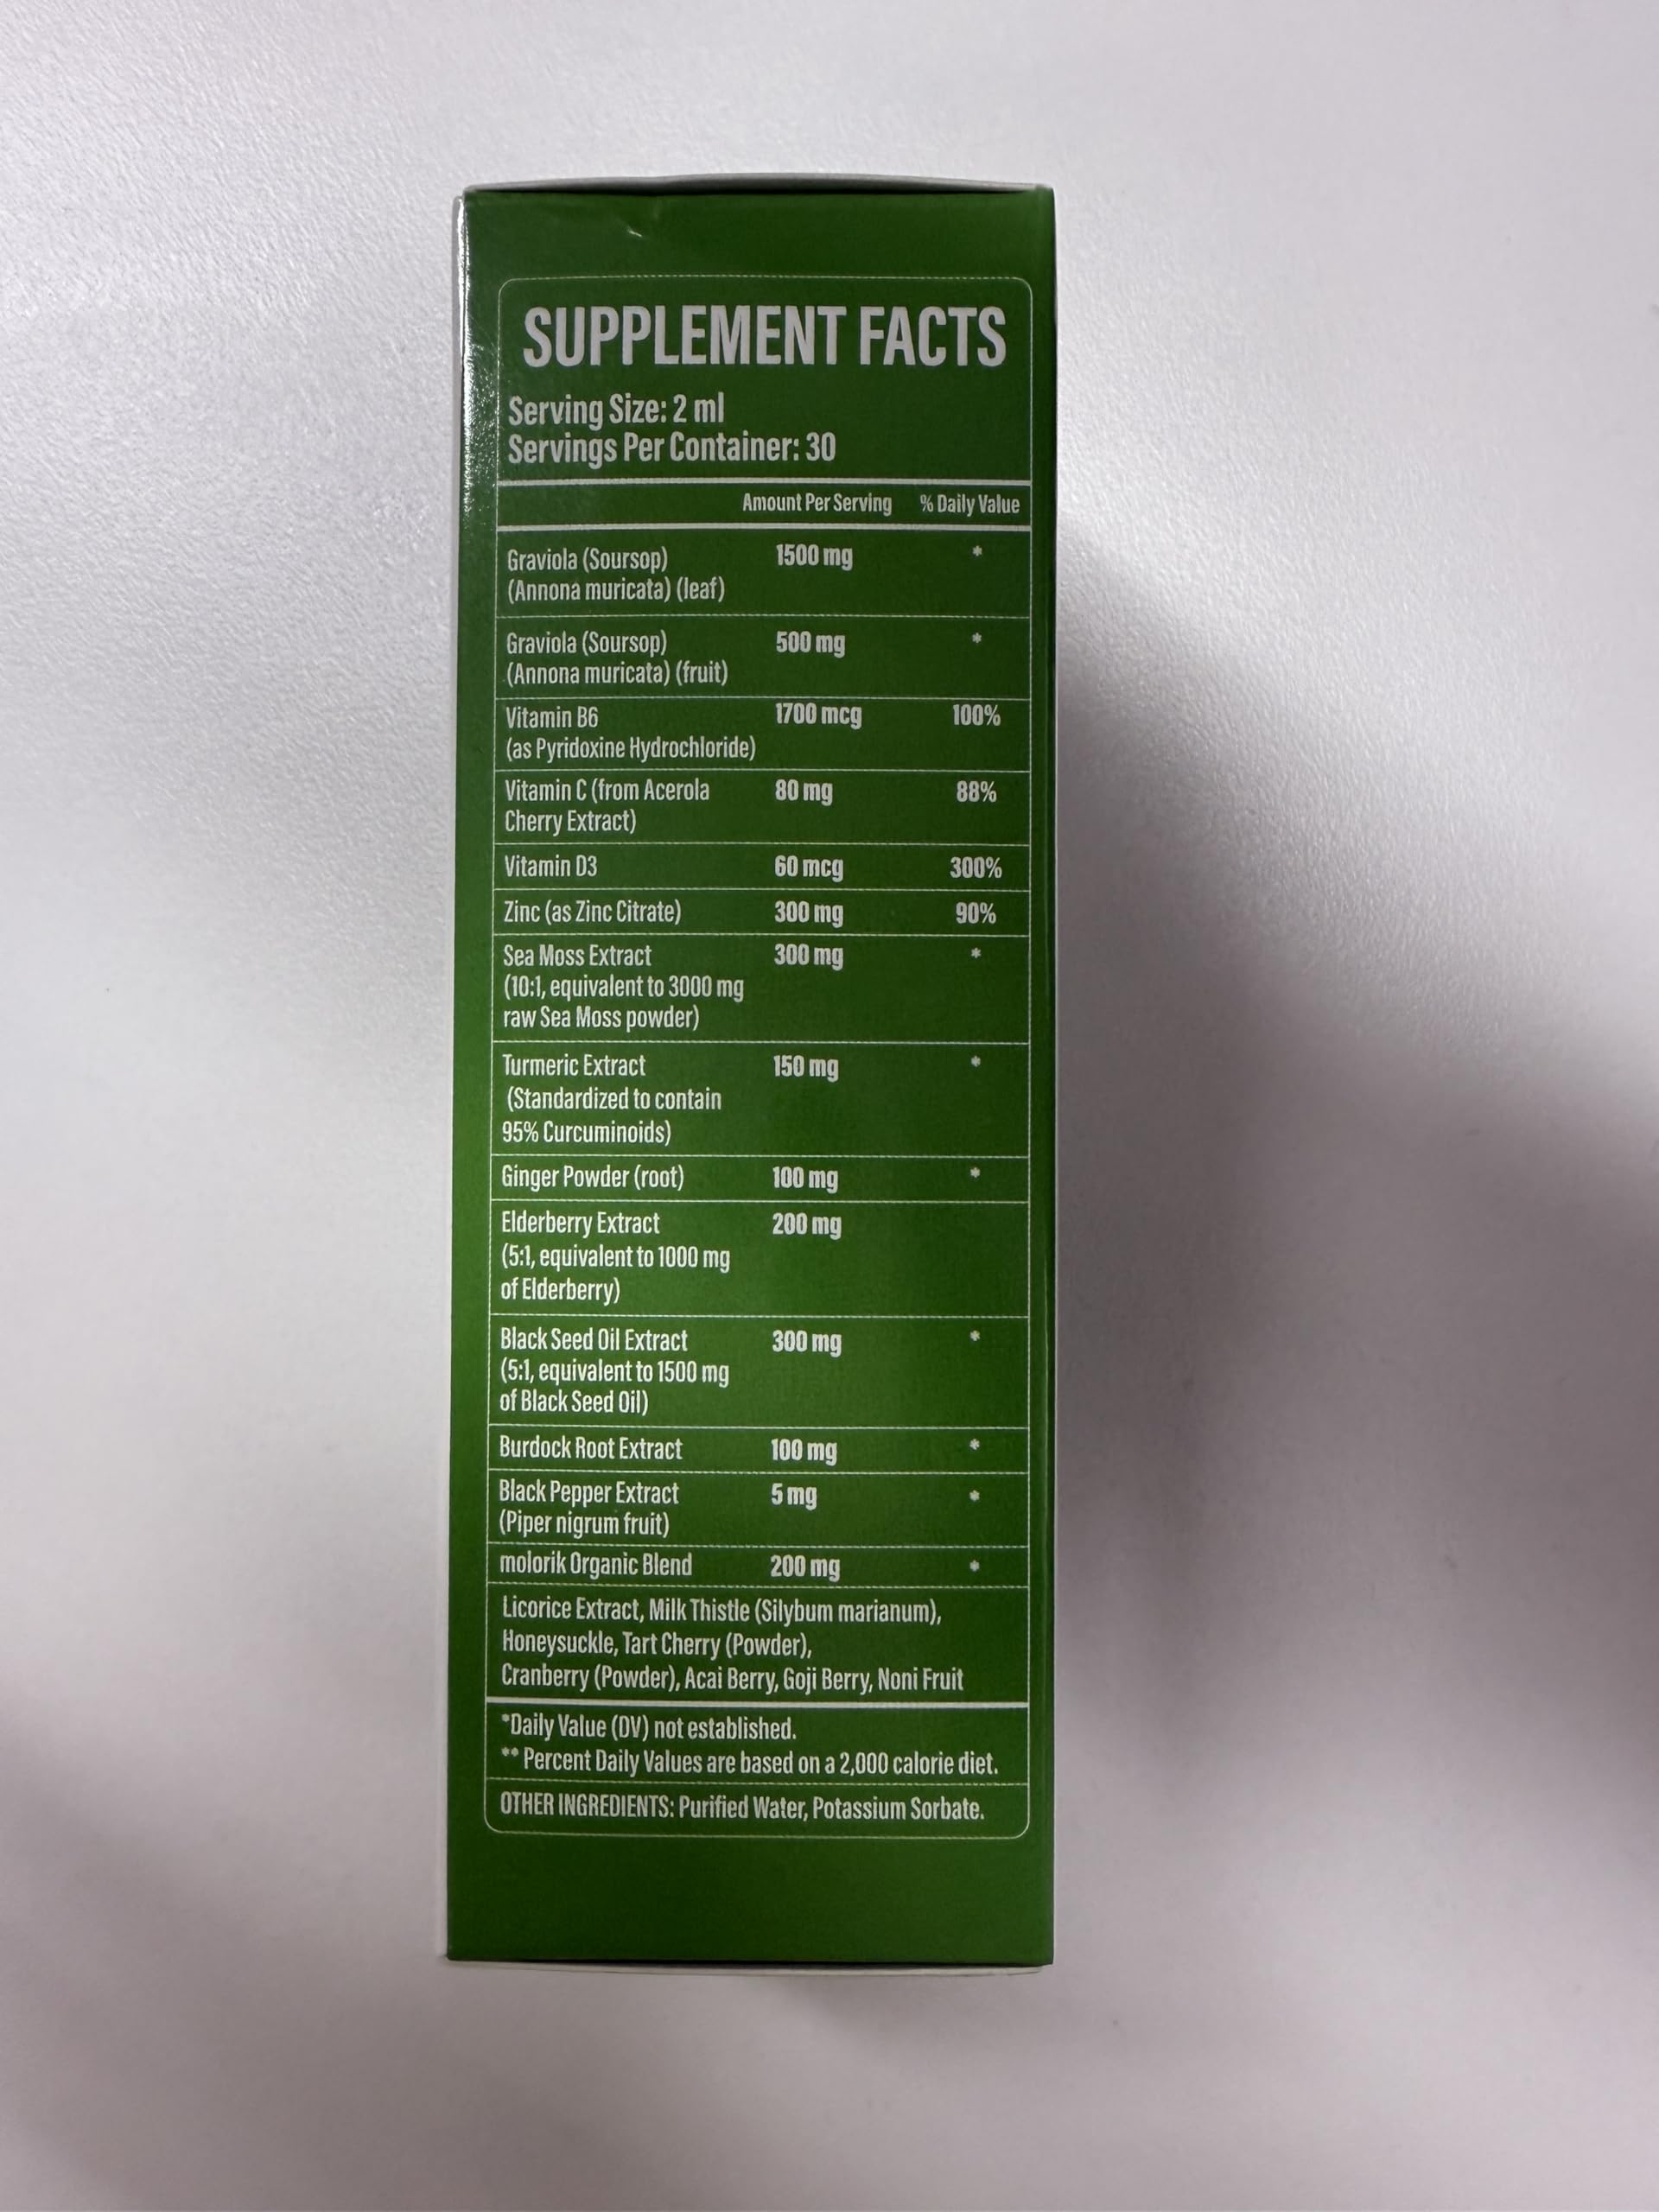 SUPPLEMENT FACTS
Serving Size: 2 ml
Servings Per Container: 30
Amount Per Serving % Daily Value
Graviola (Soursop) 1500 mg *
(Annona muricata) (leaf)
Graviola (Soursop) 500 mg *
(Annona muricata) (fruit)
Vitamin B6 1700 mcg 100%
(as Pyridoxine Hydrochloride)
Vitamin C (from Acerola 80 mg 88%
Cherry Extract)
Vitamin D3 60 mcg 300%
Zinc (as Zinc Citrate) 300 mg 90%
Sea Moss Extract 300 mg *
(10:1, equivalent to 3000 mg
raw Sea Moss powder)
Turmeric Extract 150 mg *
(Standardized to contain
95% Curcuminoids)
Ginger Powder (root) 100 mg *
Elderberry Extract 200 mg
(5:1, equivalent to 1000 mg
of Elderberry)
Black Seed Oil Extract 300 mg *
(5:1, equivalent to 1500 mg
of Black Seed Oil)
Burdock Root Extract 100 mg *
Black Pepper Extract 5 mg *
(Piper nigrum fruit)
molorik Organic Blend 200 mg *
Licorice Extract, Milk Thistle (Silybum marianum),
Honeysuckle, Tart Cherry (Powder),
Cranberry (Powder), Acai Berry, Goji Berry, Noni Fruit
*Daily Value (DV) not established.
** Percent Daily Values are based on a 2,000 calorie diet.
OTHER INGREDIENTS: Purified Water, Potassium Sorbate.